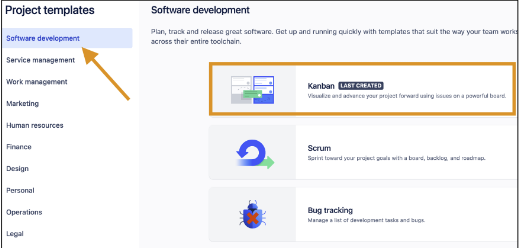 Project templates
Software development
Service management
Work management
Marketing
Human resources
Finance
Design
Personal
Operations
Legal
Software development
Plan, track and release great software. Get up and running quickly with templates that suit the way your team works
across their entire toolchain.
Kanban LAST CREATED
Visualize and advance your project forward using issues on a powerful board.
Scrum
Sprint toward your project goals with a board, backlog, and roadmap.
Bug tracking
Manage a list of development tasks and bugs.